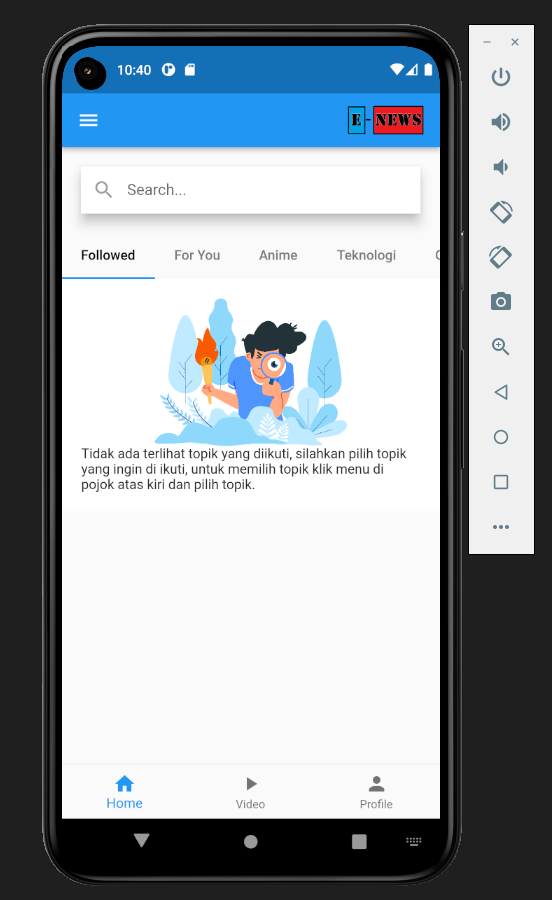 10:40
E-NEWS
Search...
Followed For You Anime Teknologi
Tidak ada terlihat topik yang diikuti, silahkan pilih topik
yang ingin di ikuti, untuk memilih topik klik menu di
pojok atas kiri dan pilih topik.
Home Video Profile